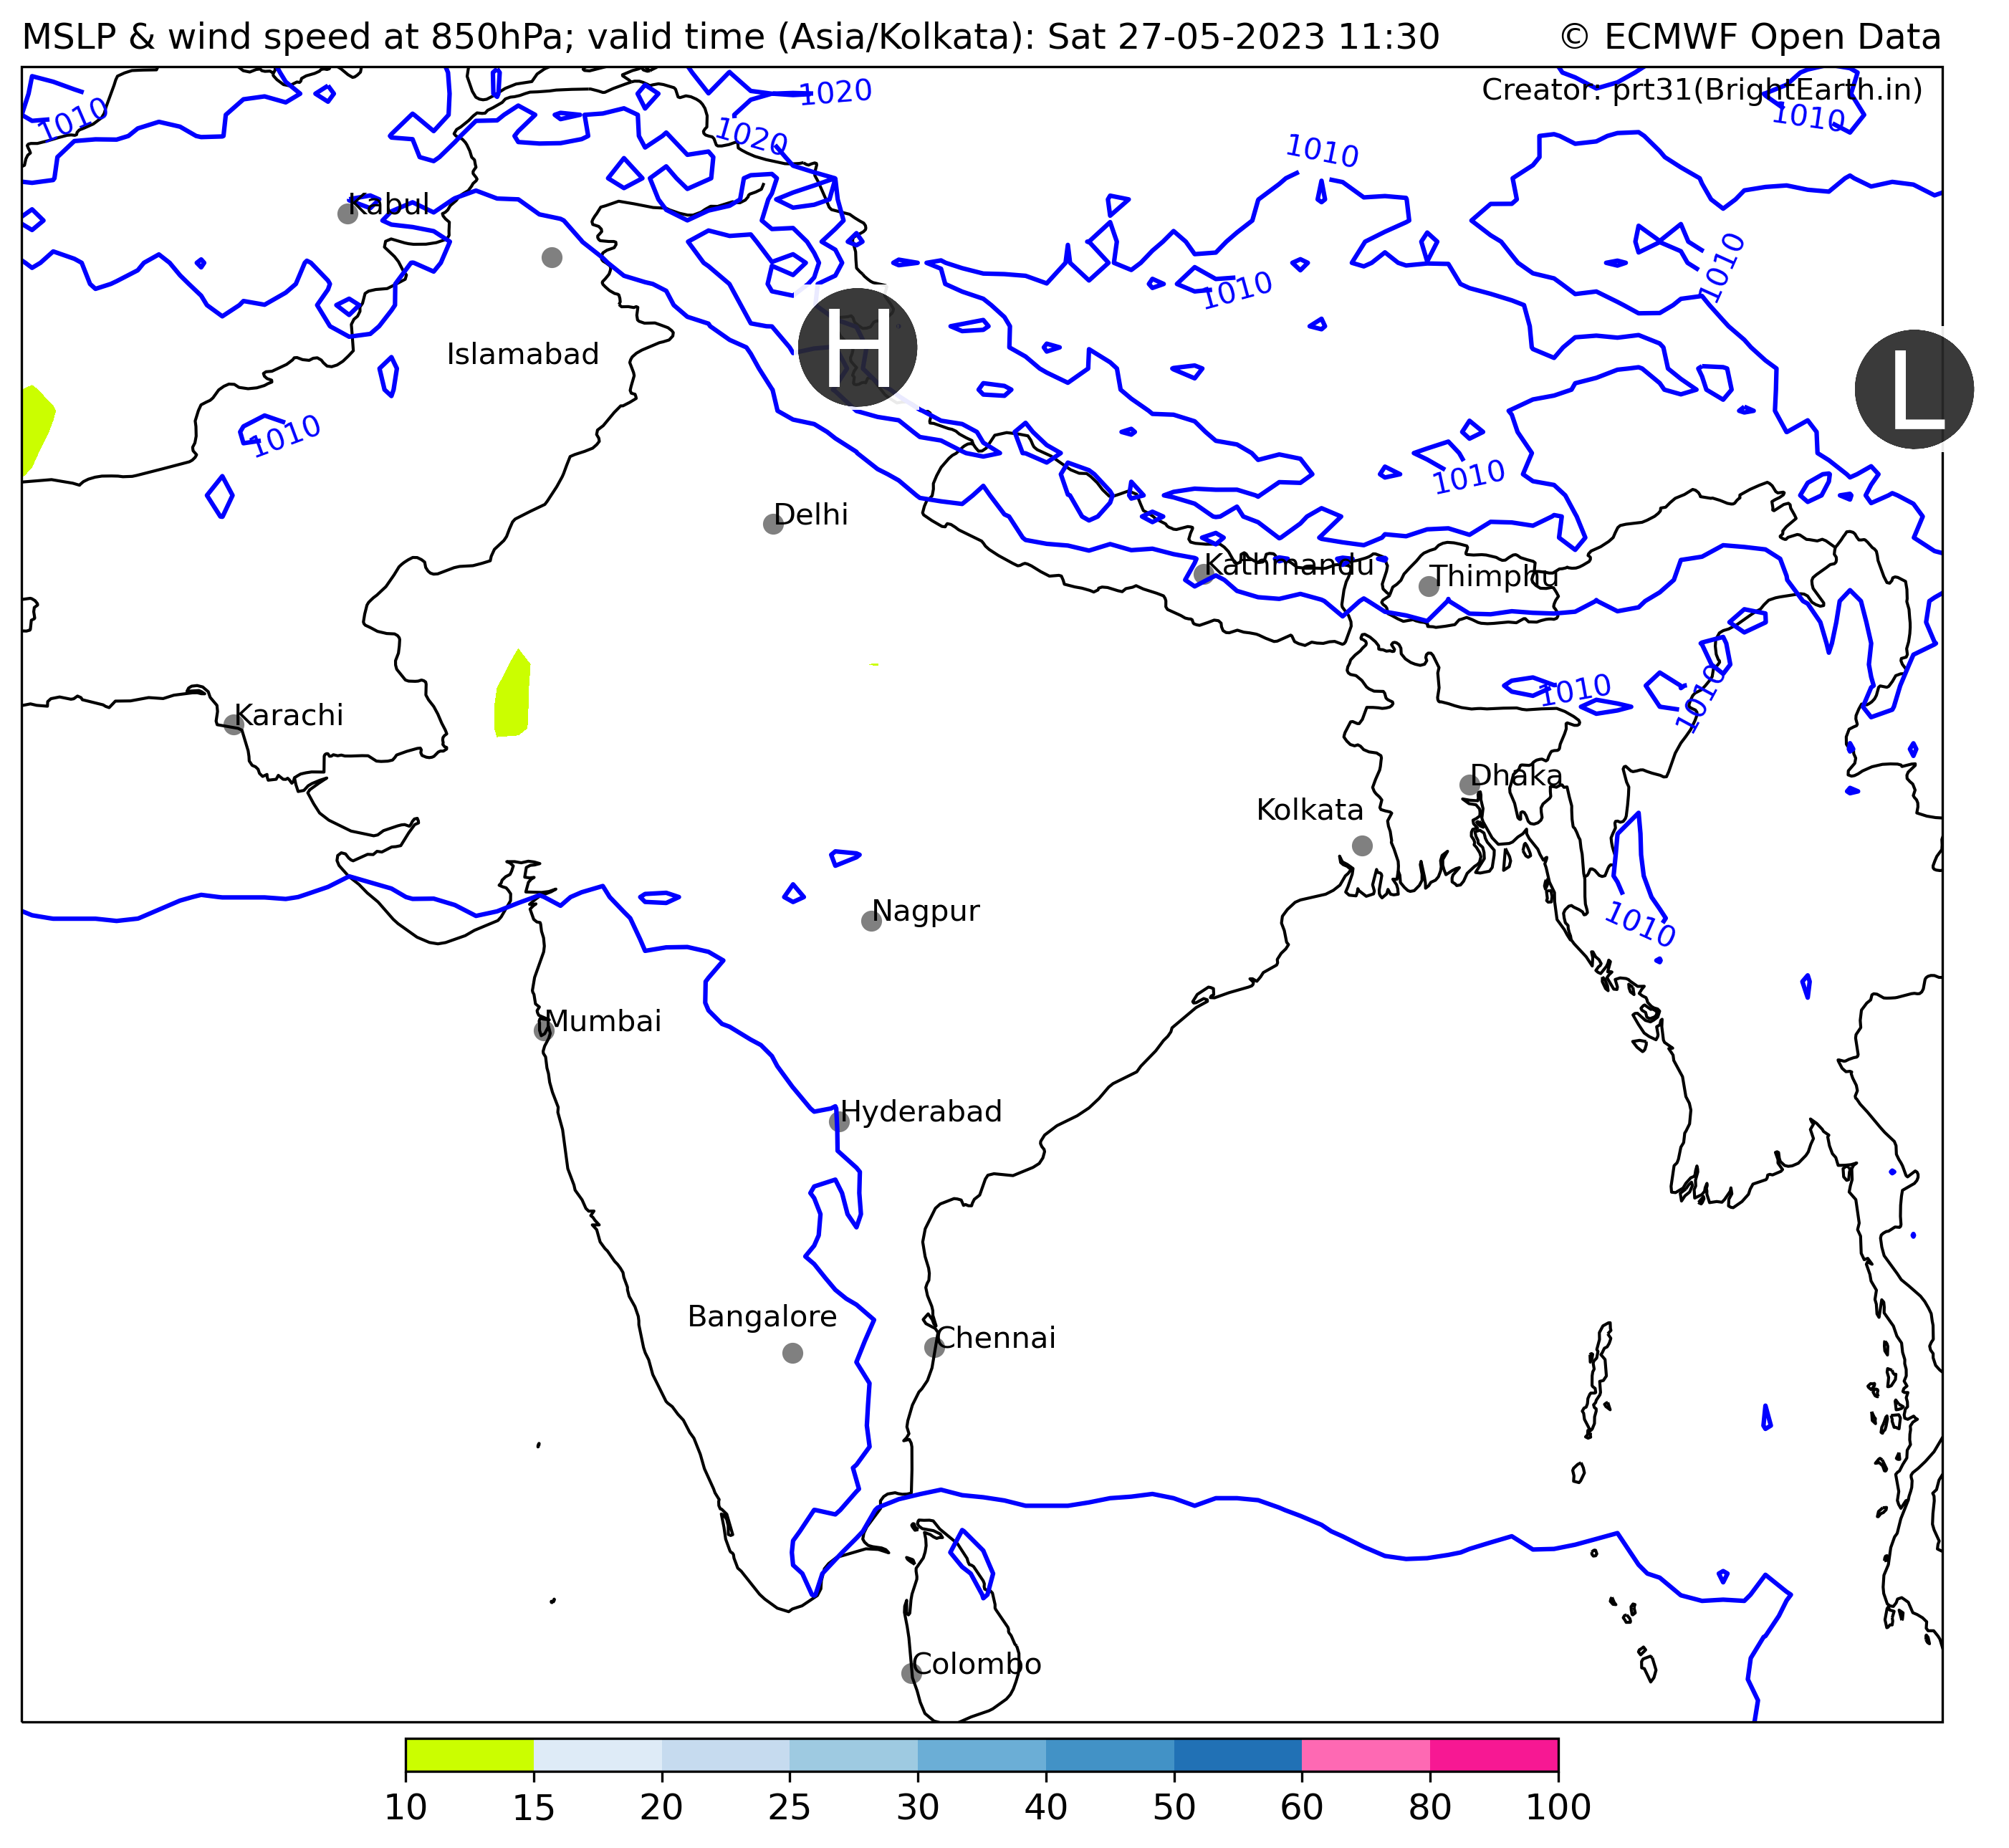 MSLP & wind speed at 850hPa; valid time (Asia/Kolkata): Sat 27-05-2023 11:30 © ECMWF Open Data
Creator: prt31(BrightEarth.in)
1010
1020
1010
1020
1010
Kabul
1010
1010
H
Islamabad
L
1010
1010
Delhi
Kathmandu
Thimphu
1010
1010
Karachi
Dhaka
Kolkata
Nagpur
1010
Mumbai
Hyderabad
Bangalore
Chennai
Colombo
10 15 20 25 30 40 50 60 80 100